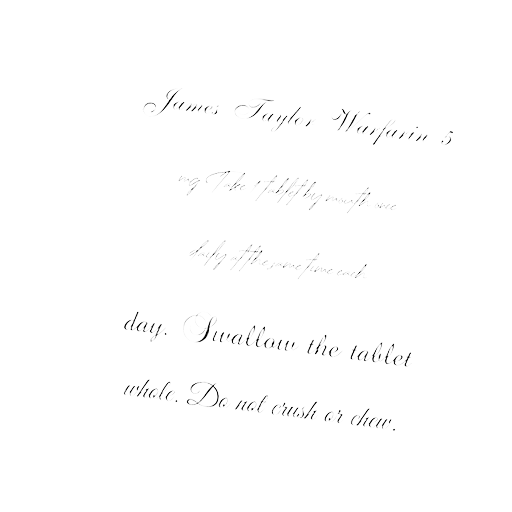 James Taylor Warfarin 5
mg Take 1 tablet by mouth once
daily at the same time each
day. Swallow the tablet
whole. Do not crush or chew.